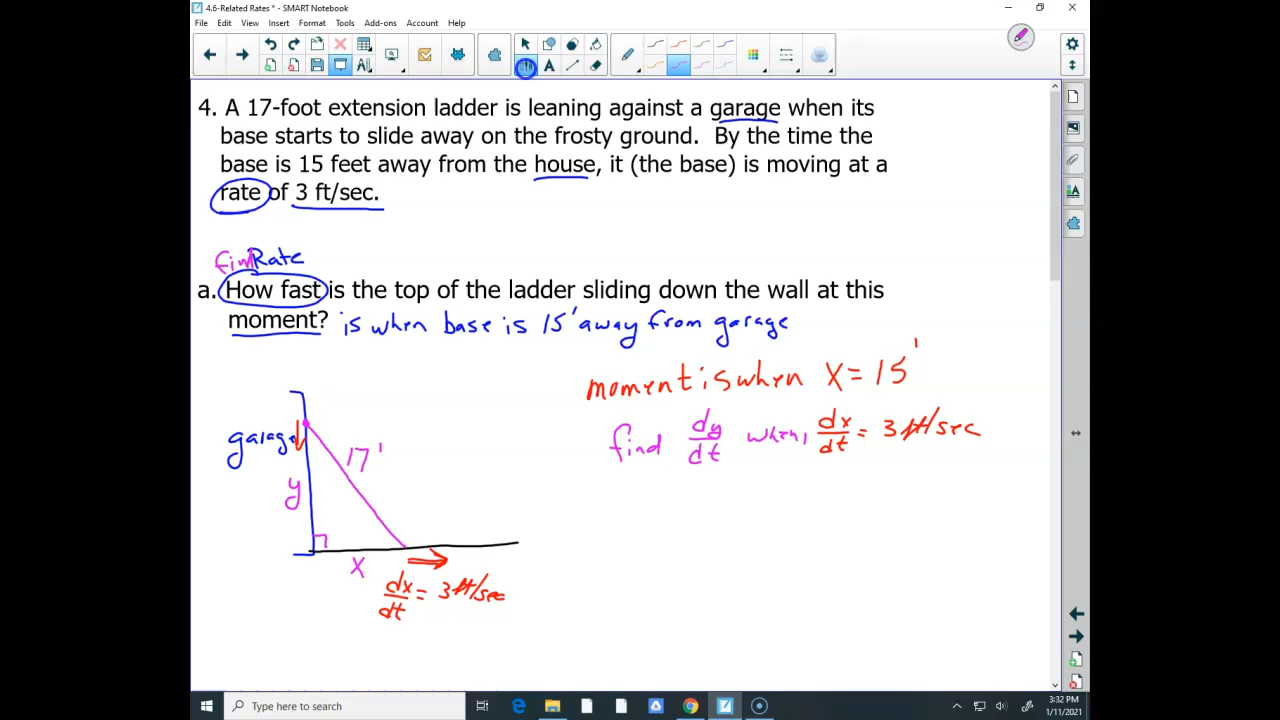 4.6-Related Rates * - SMART Notebook
File Edit View Insert Format Tools Add-ons Account Help
4. A 17-foot extension ladder is leaning against a garage when its
base starts to slide away on the frosty ground. By the time the
base is 15 feet away from the house, it (the base) is moving at a
rate of 3 ft/sec.
find Rate
a. How fast is the top of the ladder sliding down the wall at this
moment? is when base is 15' away from garage
moment is when x = 15'
find dy/dt when, dx/dt = 3 ft/sec
garage
17'
y
x
dx/dt = 3 ft/sec
Type here to search
3:32 PM
1/11/2021